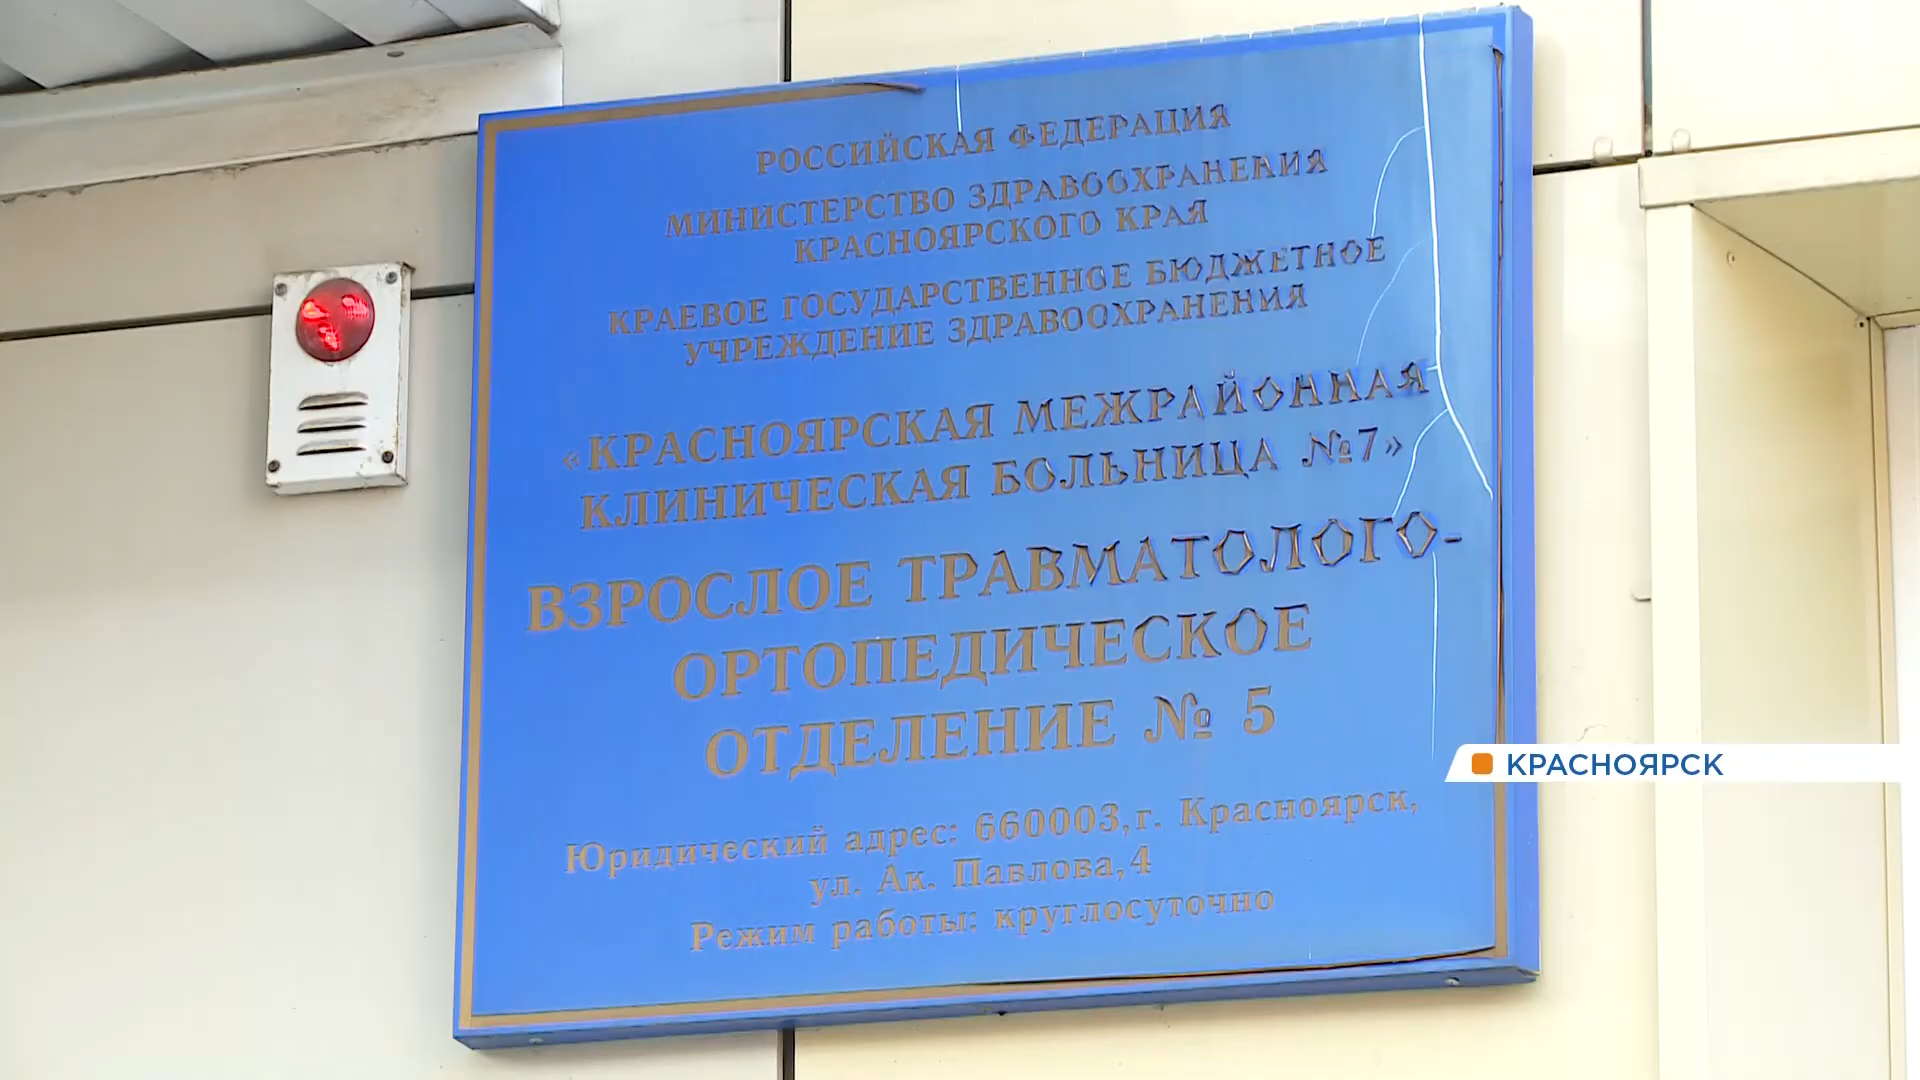 РОССИЙСКАЯ ФЕДЕРАЦИЯ
МИНИСТЕРСТВО ЗДРАВООХРАНЕНИЯ
КРАСНОЯРСКОГО КРАЯ
КРАЕВОЕ ГОСУДАРСТВЕННОЕ БЮДЖЕТНОЕ
УЧРЕЖДЕНИЕ ЗДРАВООХРАНЕНИЯ
«КРАСНОЯРСКАЯ МЕЖРАЙОННАЯ
КЛИНИЧЕСКАЯ БОЛЬНИЦА №7»
ВЗРОСЛОЕ ТРАВМАТОЛОГО-
ОРТОПЕДИЧЕСКОЕ
ОТДЕЛЕНИЕ № 5
Юридический адрес: 660003,г. Красноярск,
ул. Ак. Павлова,4
Режим работы: круглосуточно
КРАСНОЯРСК